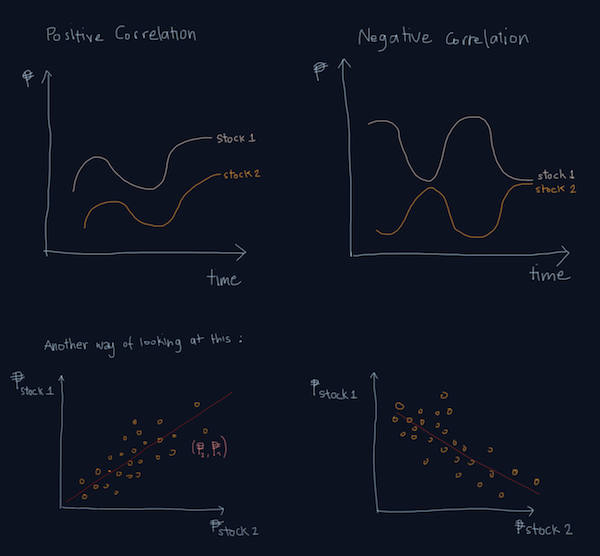 Positive Correlation
Negative Correlation
₱
stock 1
stock 2
time
₱
stock 1
stock 2
time
Another way of looking at this :
₱ stock 1
(₱2, ₱1)
₱ stock 2
₱ stock 1
₱ stock 2